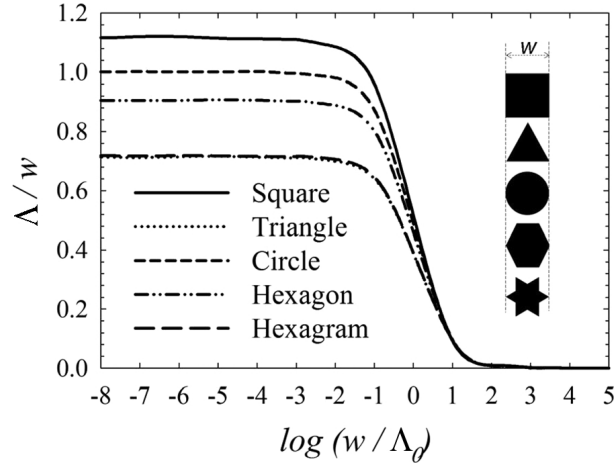 1.2
1.0
0.8
0.6
0.4
0.2
0.0
Λ / w
w
Square
Triangle
Circle
Hexagon
Hexagram
-8 -7 -6 -5 -4 -3 -2 -1 0 1 2 3 4 5
log (w / Λ₀)